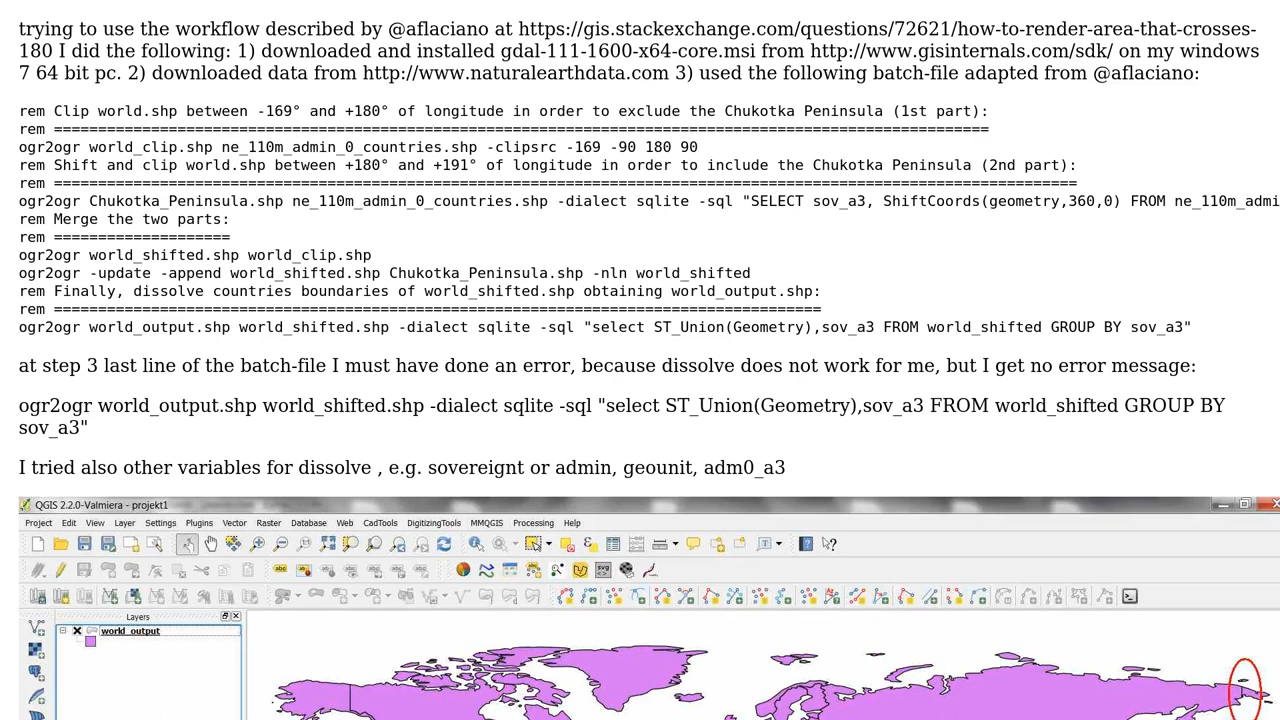 trying to use the workflow described by @aflaciano at https://gis.stackexchange.com/questions/72621/how-to-render-area-that-crosses-
180 I did the following: 1) downloaded and installed gdal-111-1600-x64-core.msi from http://www.gisinternals.com/sdk/ on my windows
7 64 bit pc. 2) downloaded data from http://www.naturalearthdata.com 3) used the following batch-file adapted from @aflaciano:
rem Clip world.shp between -169° and +180° of longitude in order to exclude the Chukotka Peninsula (1st part):
rem ==========================================================================================================
ogr2ogr world_clip.shp ne_110m_admin_0_countries.shp -clipsrc -169 -90 180 90
rem Shift and clip world.shp between +180° and +191° of longitude in order to include the Chukotka Peninsula (2nd part):
rem ====================================================================================================================
ogr2ogr Chukotka_Peninsula.shp ne_110m_admin_0_countries.shp -dialect sqlite -sql "SELECT sov_a3, ShiftCoords(geometry,360,0) FROM ne_110m_admi
rem Merge the two parts:
rem ====================
ogr2ogr world_shifted.shp world_clip.shp
ogr2ogr -update -append world_shifted.shp Chukotka_Peninsula.shp -nln world_shifted
rem Finally, dissolve countries boundaries of world_shifted.shp obtaining world_output.shp:
rem =======================================================================================
ogr2ogr world_output.shp world_shifted.shp -dialect sqlite -sql "select ST_Union(Geometry),sov_a3 FROM world_shifted GROUP BY sov_a3"
at step 3 last line of the batch-file I must have done an error, because dissolve does not work for me, but I get no error message:
ogr2ogr world_output.shp world_shifted.shp -dialect sqlite -sql "select ST_Union(Geometry),sov_a3 FROM world_shifted GROUP BY
sov_a3"
I tried also other variables for dissolve , e.g. sovereignt or admin, geounit, adm0_a3
QGIS 2.2.0-Valmiera - projekt1
Project Edit View Layer Settings Plugins Vector Raster Database Web CadTools DigitizingTools MMQGIS Processing Help
Layers
world_output